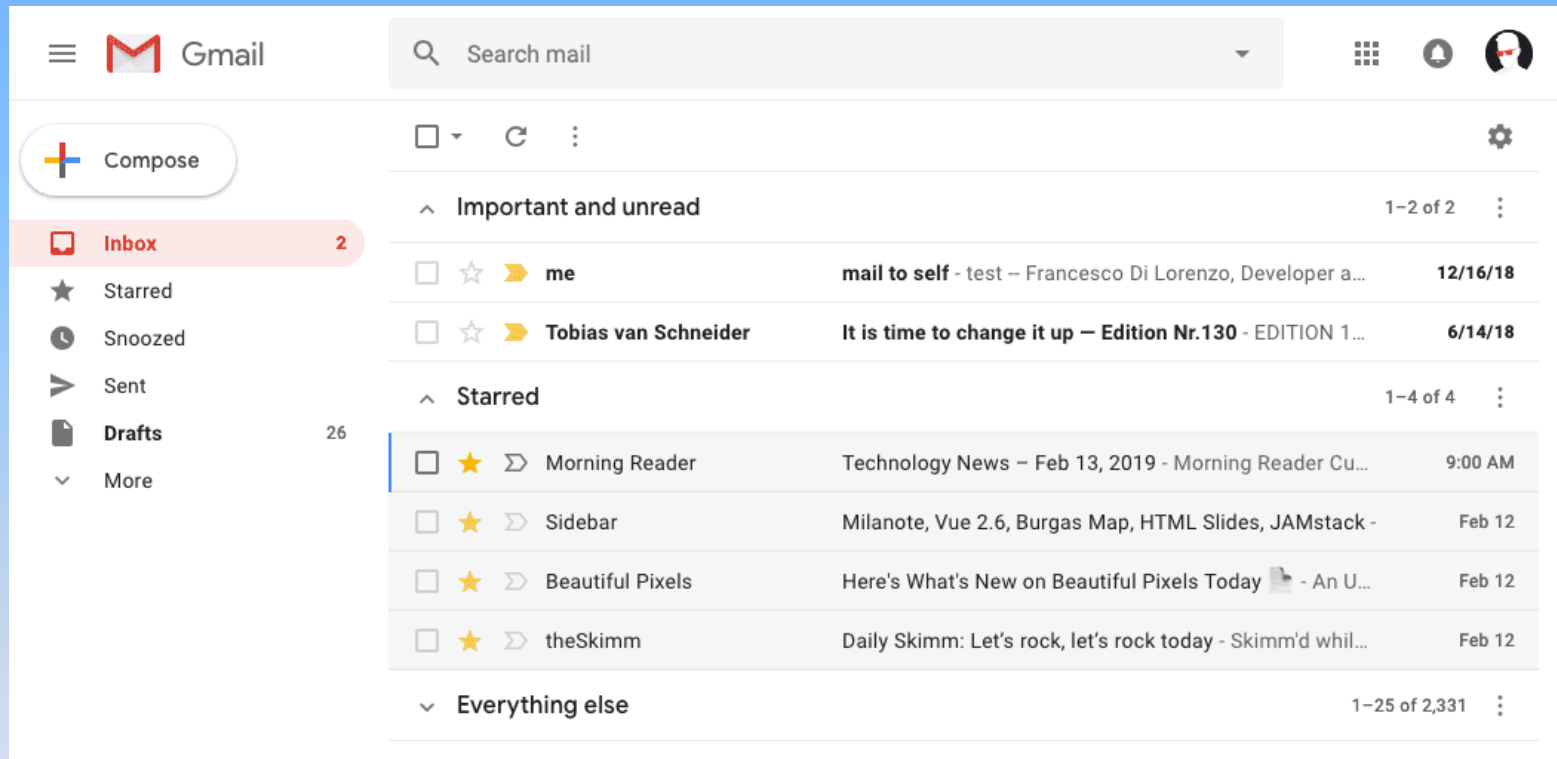 Gmail
Search mail
Compose
Inbox 2
Starred
Snoozed
Sent
Drafts 26
More
Important and unread 1–2 of 2
me mail to self - test -- Francesco Di Lorenzo, Developer a... 12/16/18
Tobias van Schneider It is time to change it up — Edition Nr.130 - EDITION 1... 6/14/18
Starred 1–4 of 4
Morning Reader Technology News – Feb 13, 2019 - Morning Reader Cu... 9:00 AM
Sidebar Milanote, Vue 2.6, Burgas Map, HTML Slides, JAMstack - Feb 12
Beautiful Pixels Here's What's New on Beautiful Pixels Today - An U... Feb 12
theSkimm Daily Skimm: Let’s rock, let’s rock today - Skimm'd whil... Feb 12
Everything else 1–25 of 2,331